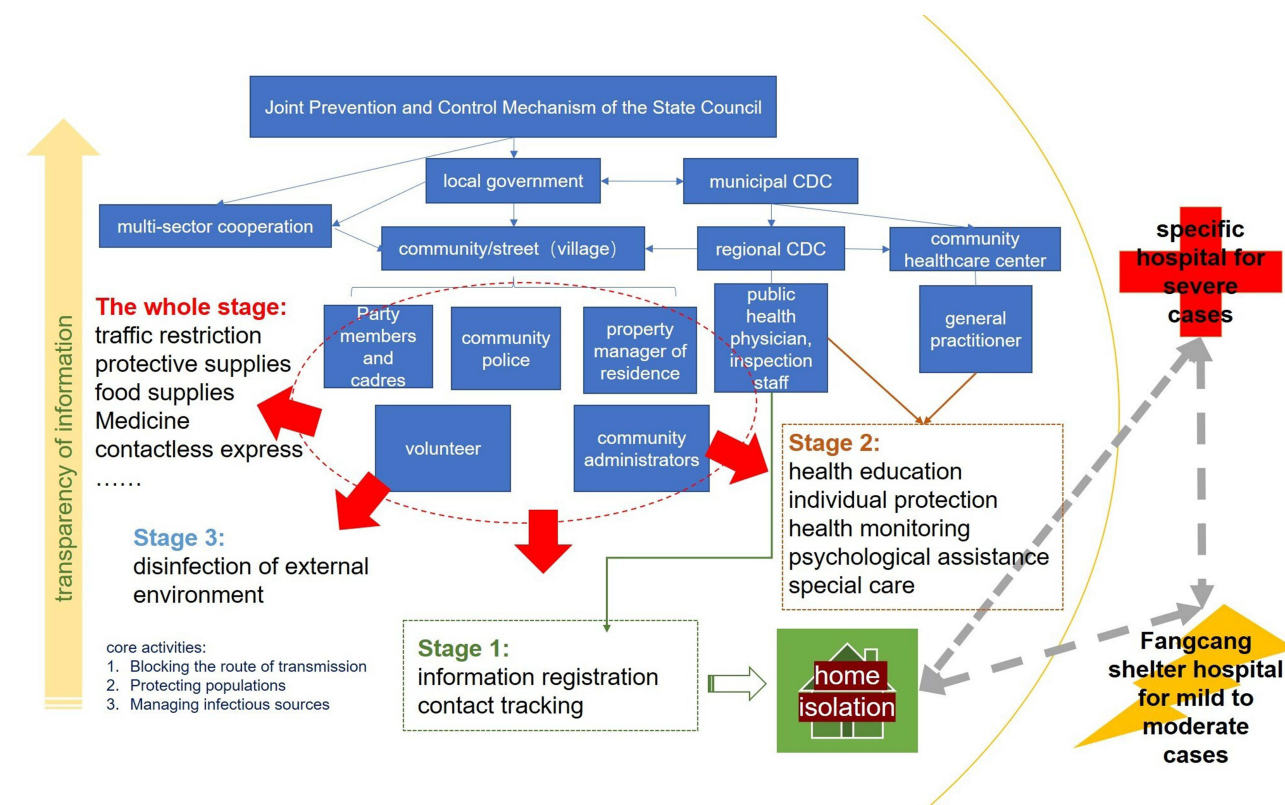 Joint Prevention and Control Mechanism of the State Council
local government
municipal CDC
multi-sector cooperation
community/street（village）
regional CDC
community
healthcare center
Party
members
and
cadres
community
police
property
manager of
residence
public
health
physician,
inspection
staff
general
practitioner
volunteer
community
administrators
transparency of information
The whole stage:
traffic restriction
protective supplies
food supplies
Medicine
contactless express
……
Stage 3:
disinfection of external
environment
core activities:
1. Blocking the route of transmission
2. Protecting populations
3. Managing infectious sources
Stage 1:
information registration
contact tracking
Stage 2:
health education
individual protection
health monitoring
psychological assistance
special care
home
isolation
specific
hospital for
severe
cases
Fangcang
shelter hospital
for mild to
moderate
cases